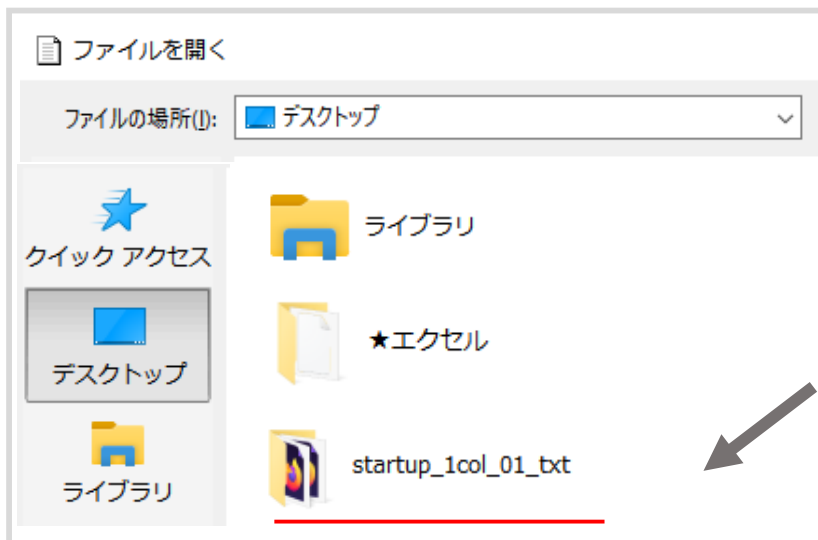 ファイルを開く
ファイルの場所(I):
デスクトップ
クイック アクセス
デスクトップ
ライブラリ
ライブラリ
★エクセル
startup_1col_01_txt